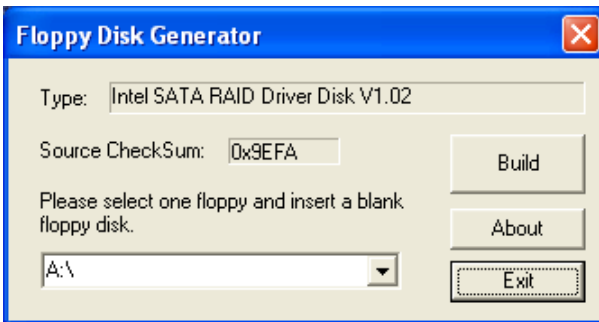 Floppy Disk Generator
Type: Intel SATA RAID Driver Disk V1.02
Source CheckSum: 0x9EFA
Build
Please select one floppy and insert a blank
floppy disk.
About
A:\
Exit